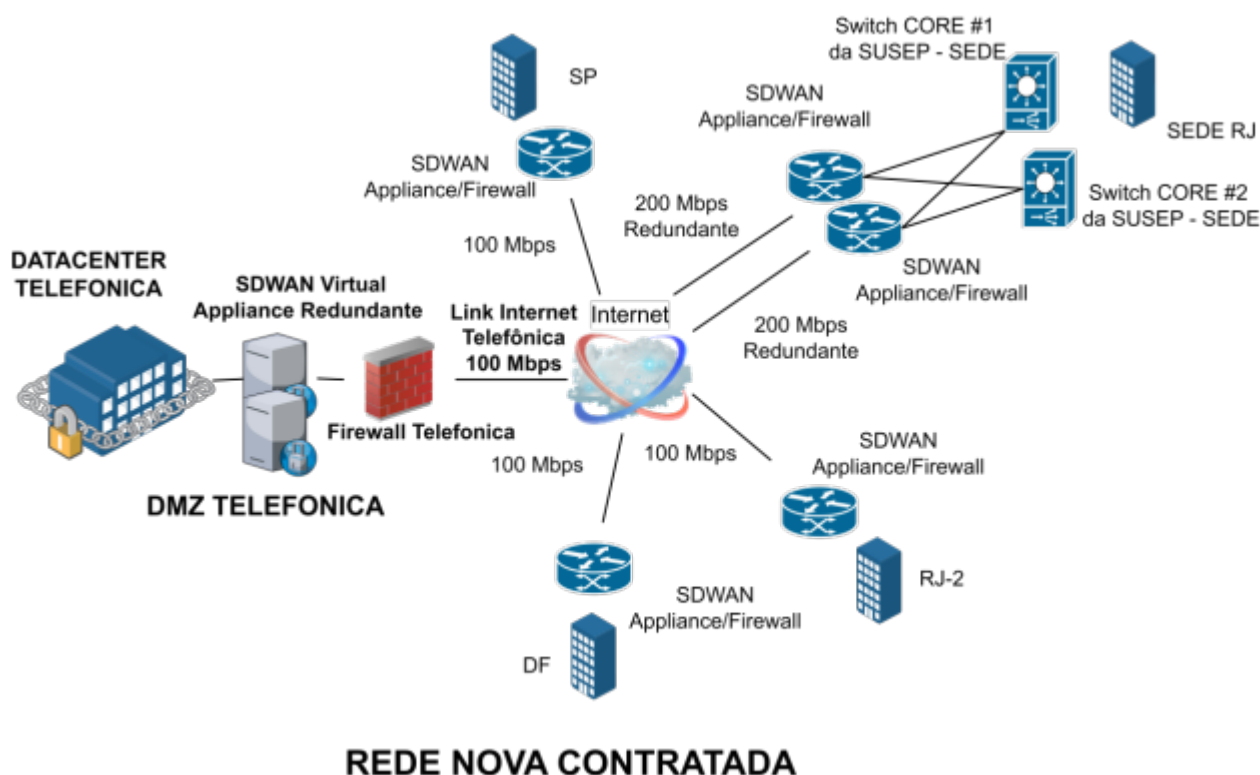 Switch CORE #1
da SUSEP - SEDE
SP
SDWAN
Appliance/Firewall
SEDE RJ
SDWAN
Appliance/Firewall
Switch CORE #2
da SUSEP - SEDE
200 Mbps
Redundante
100 Mbps
DATACENTER
TELEFONICA
SDWAN Virtual
Appliance Redundante
SDWAN
Appliance/Firewall
Link Internet
Telefônica
100 Mbps
Internet
200 Mbps
Redundante
Firewall Telefonica
100 Mbps
100 Mbps
SDWAN
Appliance/Firewall
DMZ TELEFONICA
RJ-2
SDWAN
Appliance/Firewall
DF
REDE NOVA CONTRATADA